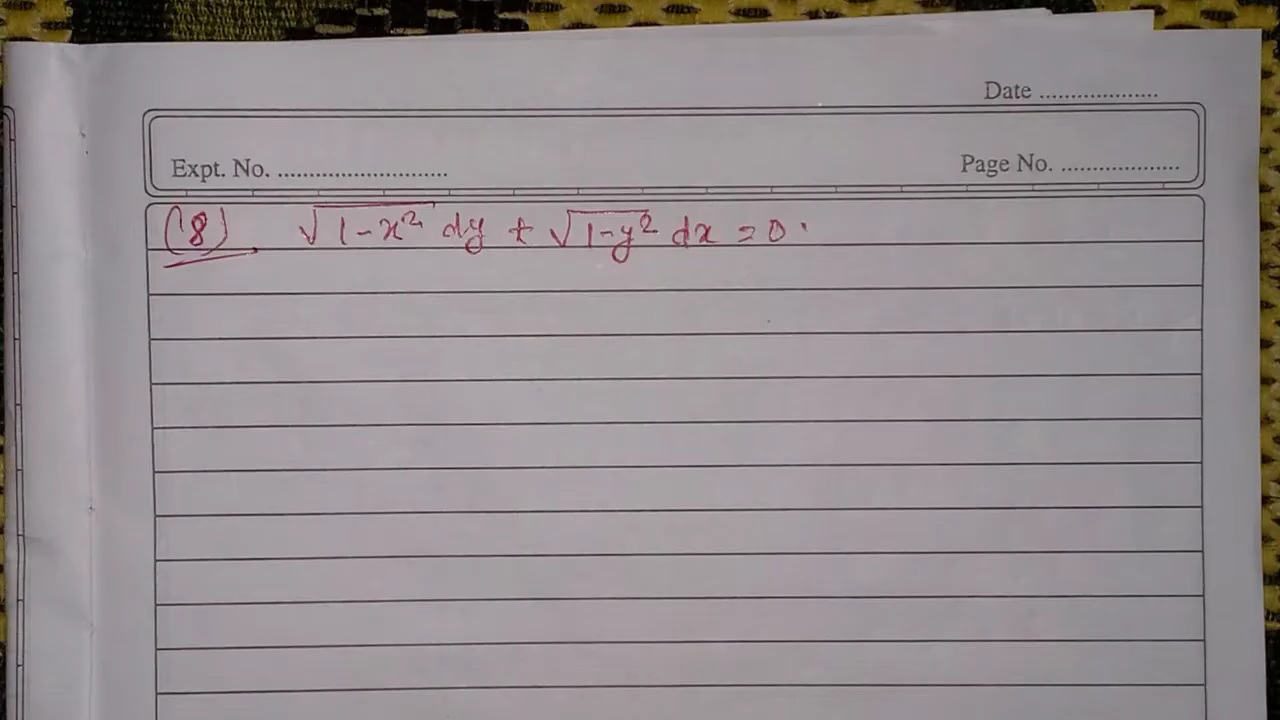 Date ...................
Expt. No. ........................... Page No. ...................
(8) √1-x² dy + √1-y² dx = 0.